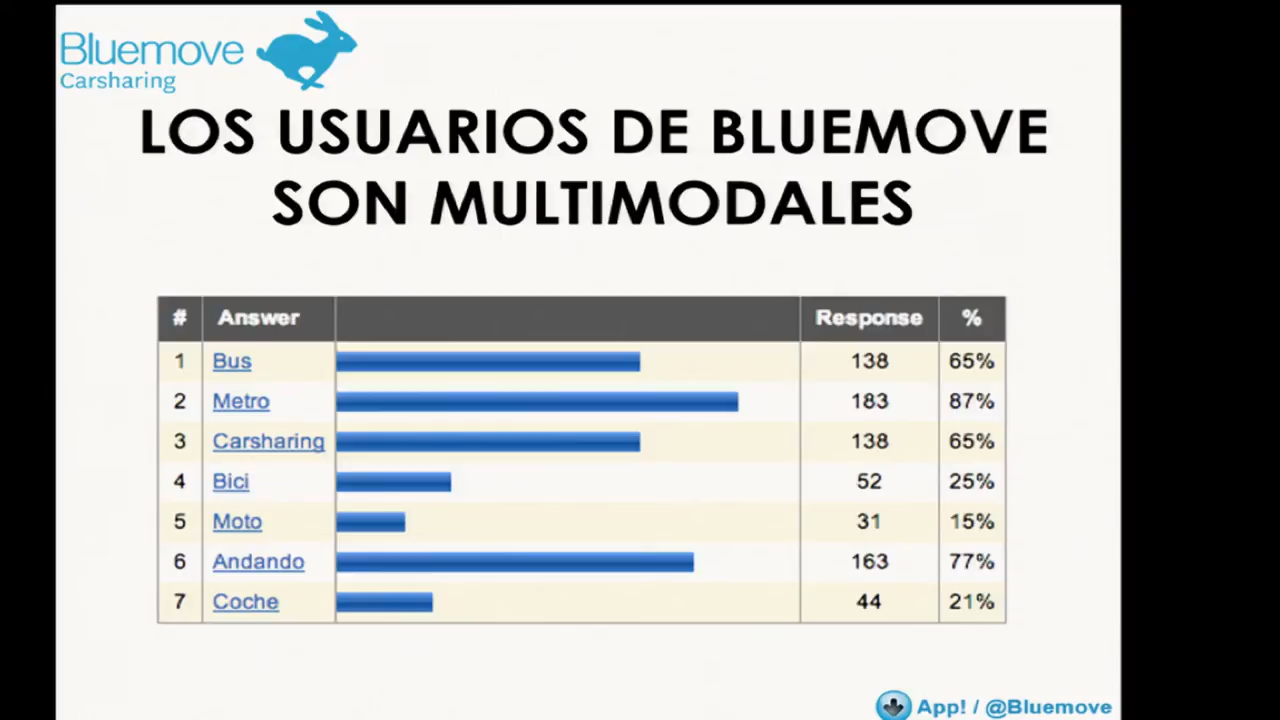 Bluemove
Carsharing
LOS USUARIOS DE BLUEMOVE
SON MULTIMODALES
# Answer Response %
1 Bus 138 65%
2 Metro 183 87%
3 Carsharing 138 65%
4 Bici 52 25%
5 Moto 31 15%
6 Andando 163 77%
7 Coche 44 21%
App! / @Bluemove